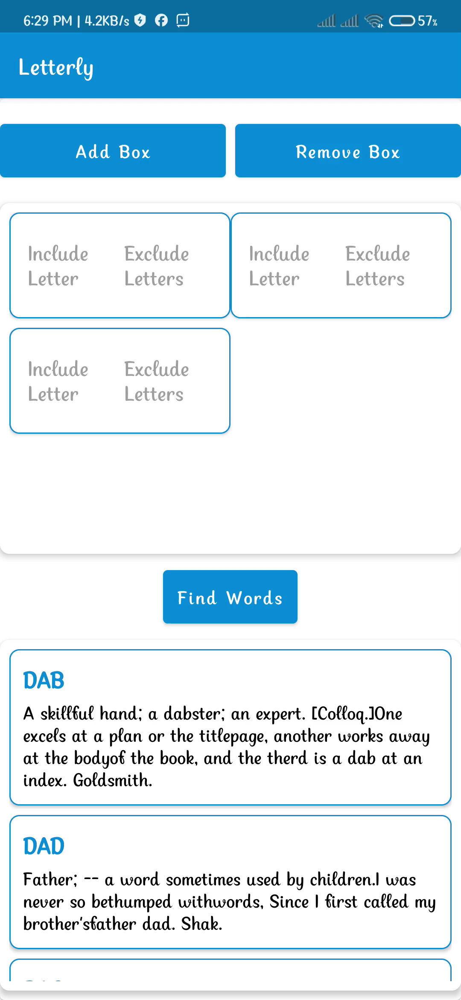 6:29 PM | 4.2KB/s 57%
Letterly
Add Box Remove Box
Include Exclude Include Exclude
Letter Letters Letter Letters
Include Exclude
Letter Letters
Find Words
DAB
A skillful hand; a dabster; an expert. [Colloq.]One
excels at a plan or the titlepage, another works away
at the bodyof the book, and the therd is a dab at an
index. Goldsmith.
DAD
Father; -- a word sometimes used by children.I was
never so bethumped withwords, Since I first called my
brother'sfather dad. Shak.